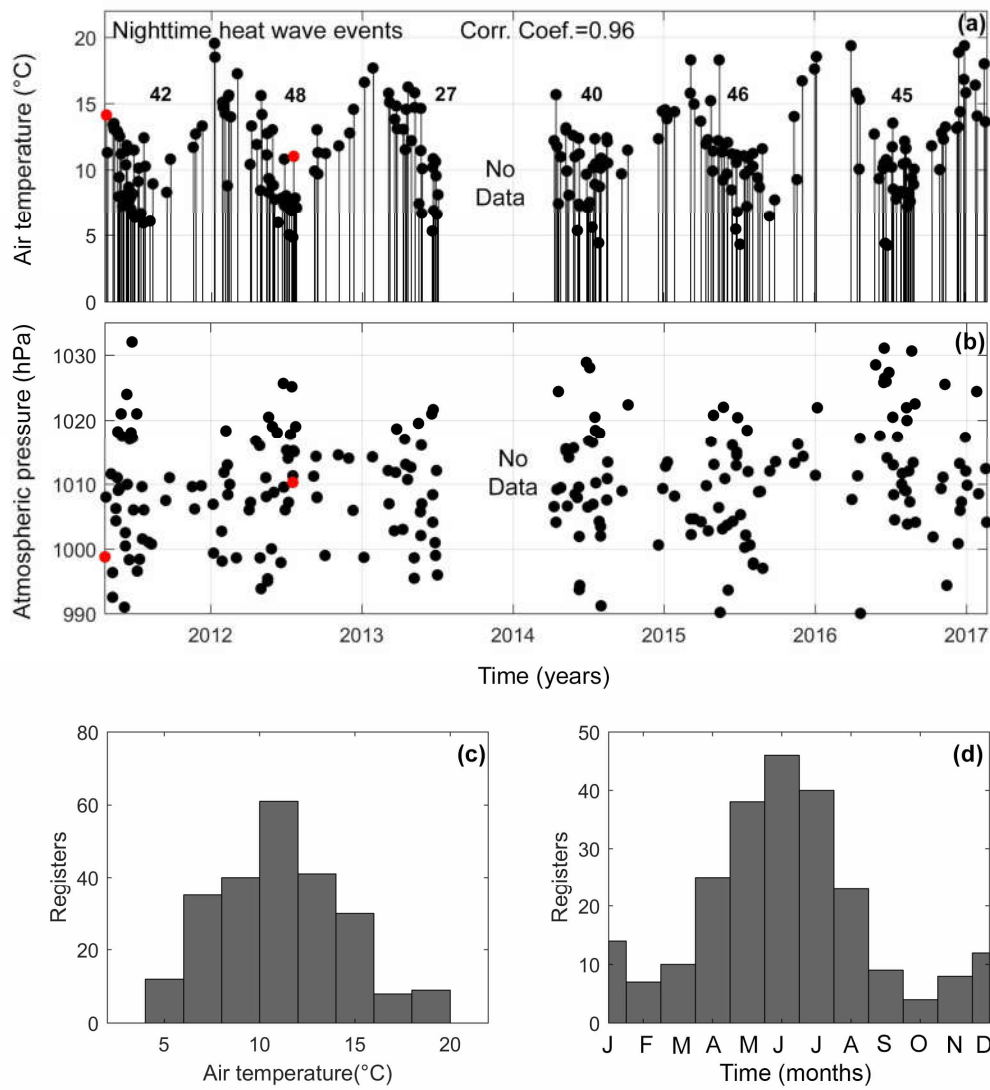 Nighttime heat wave events Corr. Coef.=0.96 (a)
Air temperature (°C)
20
15
10
5
0
42 48 27 40 46 45
No
Data
(b)
Atmospheric pressure (hPa)
1030
1020
1010
1000
990
No
Data
2012 2013 2014 2015 2016 2017
Time (years)
(c)
Registers
80
60
40
20
0
5 10 15 20
Air temperature(°C)
(d)
Registers
50
40
30
20
10
0
J F M A M J J A S O N D
Time (months)